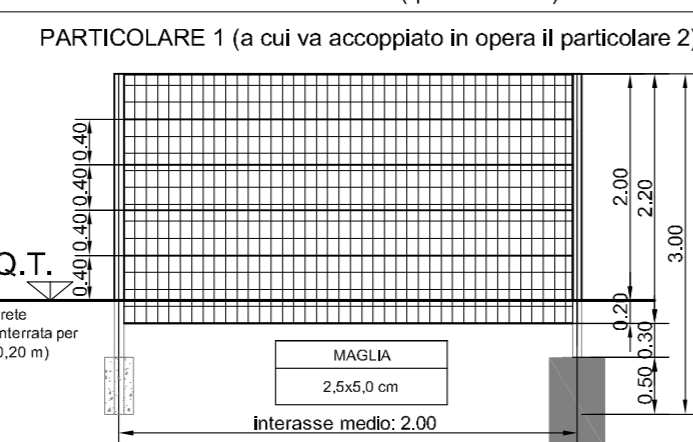 PARTICOLARE 1 (a cui va accoppiato in opera il particolare 2)
0.40
0.40
0.40
0.40
2.00
2.20
3.00
Q.T.
rete
interrata per
0,20 m)
0.20
0.30
0.50
MAGLIA
2,5x5,0 cm
interasse medio: 2.00